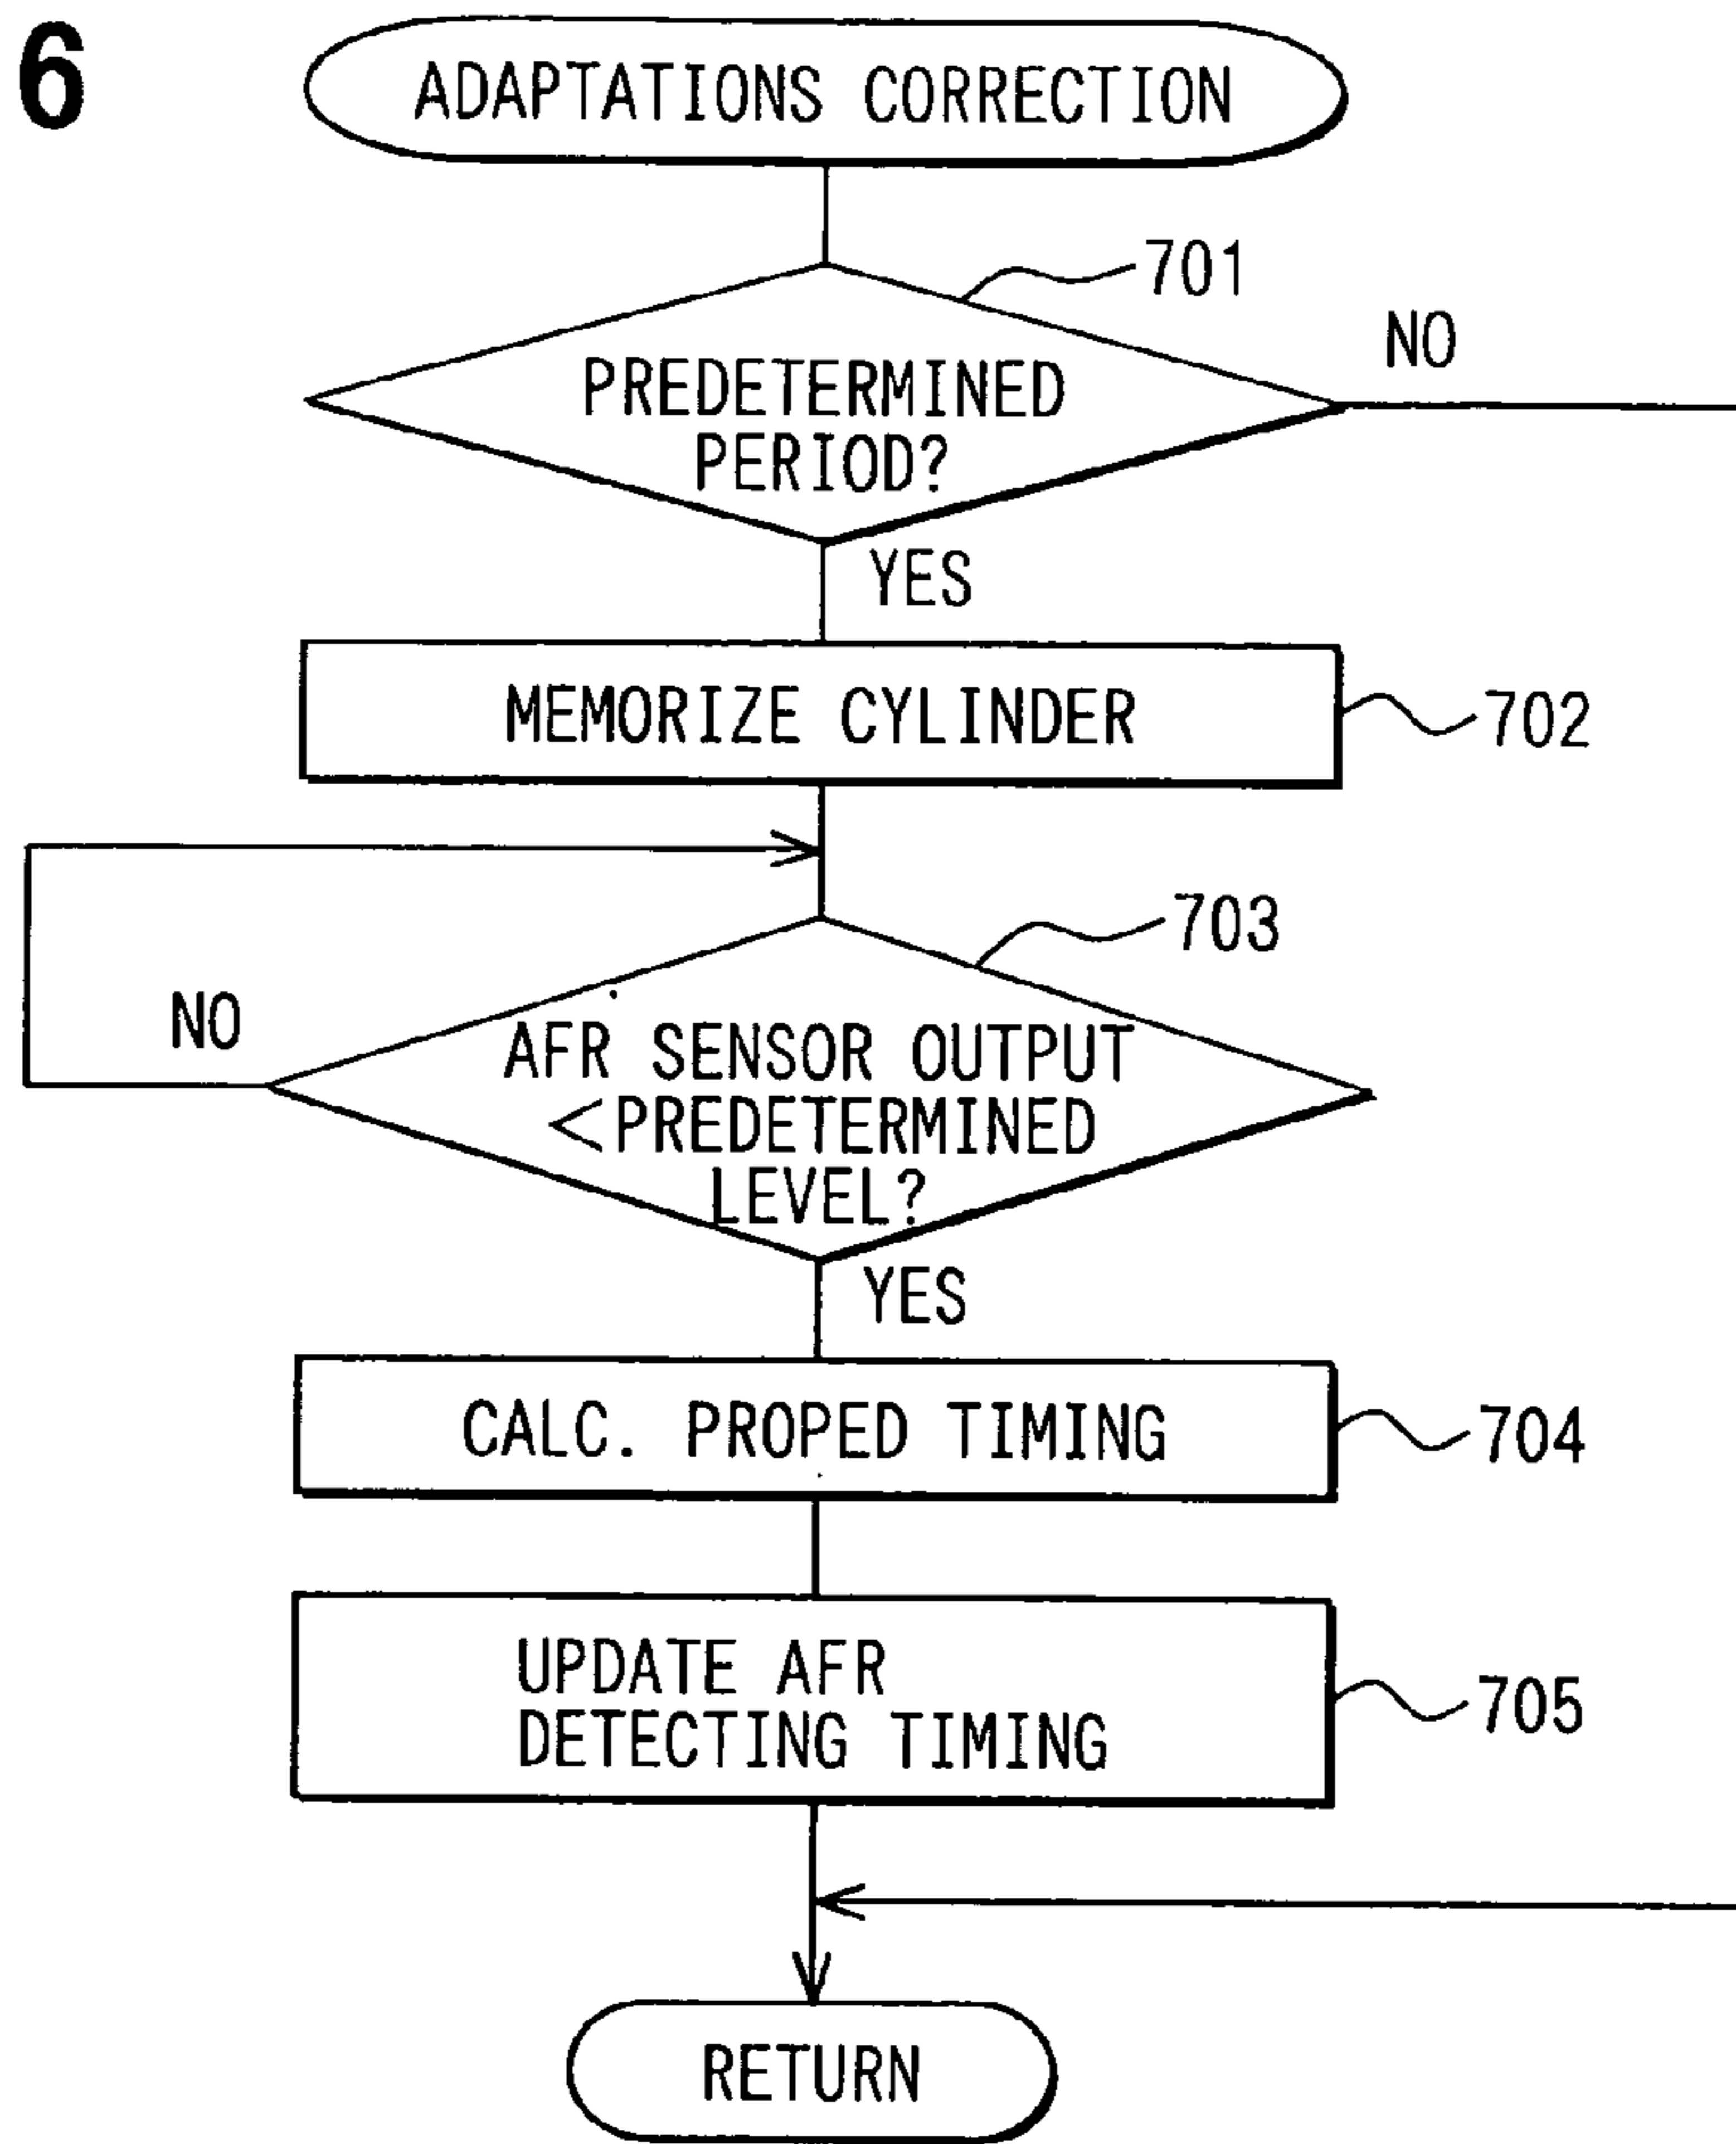 6
ADAPTATIONS CORRECTION
701
NO
PREDETERMINED
PERIOD?
YES
MEMORIZE CYLINDER
702
703
NO
AFR SENSOR OUTPUT
<PREDETERMINED
LEVEL?
YES
CALC. PROPED TIMING
704
UPDATE AFR
DETECTING TIMING
705
RETURN